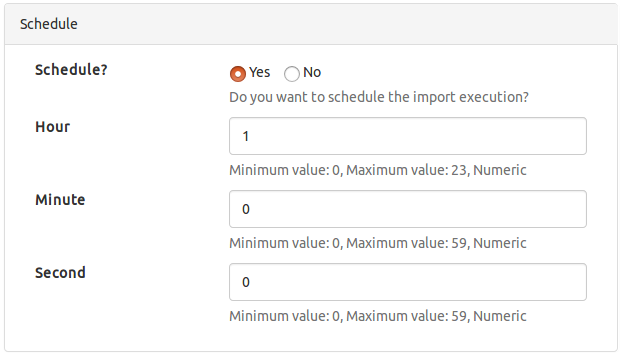 Schedule
Schedule?
Yes No
Do you want to schedule the import execution?
Hour
1
Minimum value: 0, Maximum value: 23, Numeric
Minute
0
Minimum value: 0, Maximum value: 59, Numeric
Second
0
Minimum value: 0, Maximum value: 59, Numeric